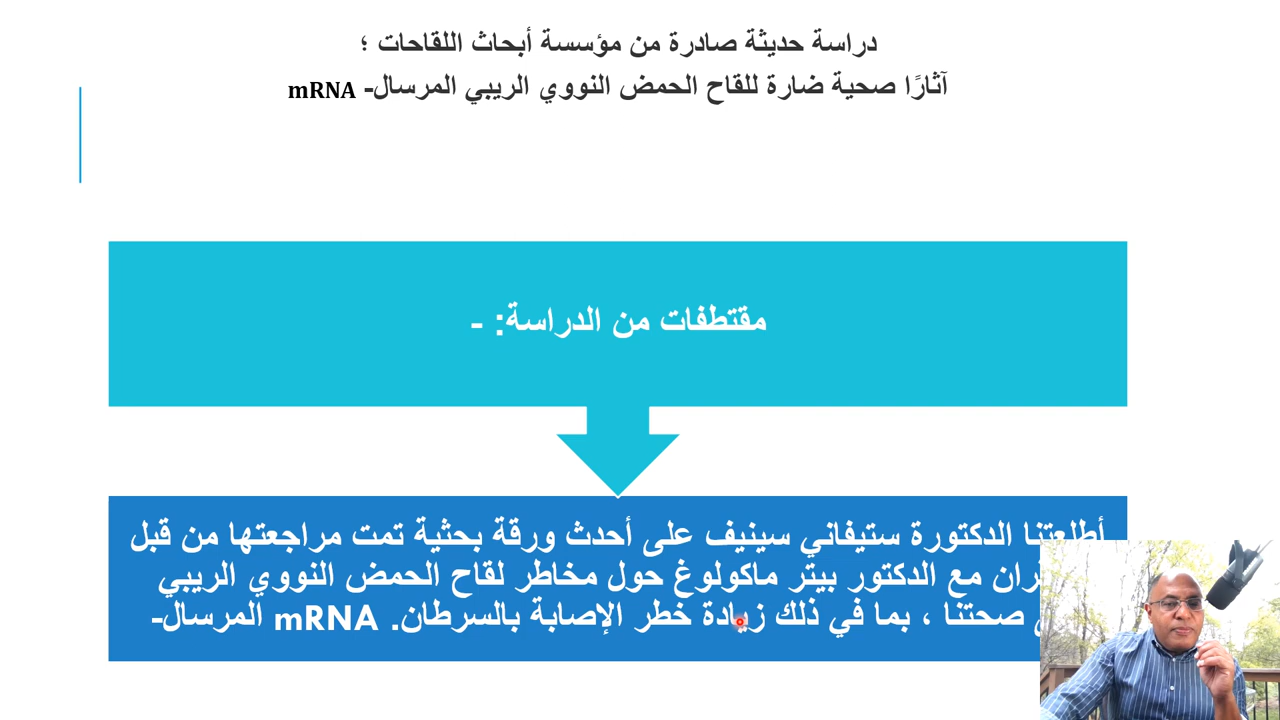 دراسة حديثة صادرة من مؤسسة أبحاث اللقاحات ؛
آثارًا صحية ضارة للقاح الحمض النووي الريبي المرسال- mRNA
مقتطفات من الدراسة: -
أطلعتنا الدكتورة ستيفاني سينيف على أحدث ورقة بحثية تمت مراجعتها من قبل
مع الدكتور بيتر ماكولوغ حول مخاطر لقاح الحمض النووي الريبي
صحتنا ، بما في ذلك زيادة خطر الإصابة بالسرطان. mRNA المرسال-